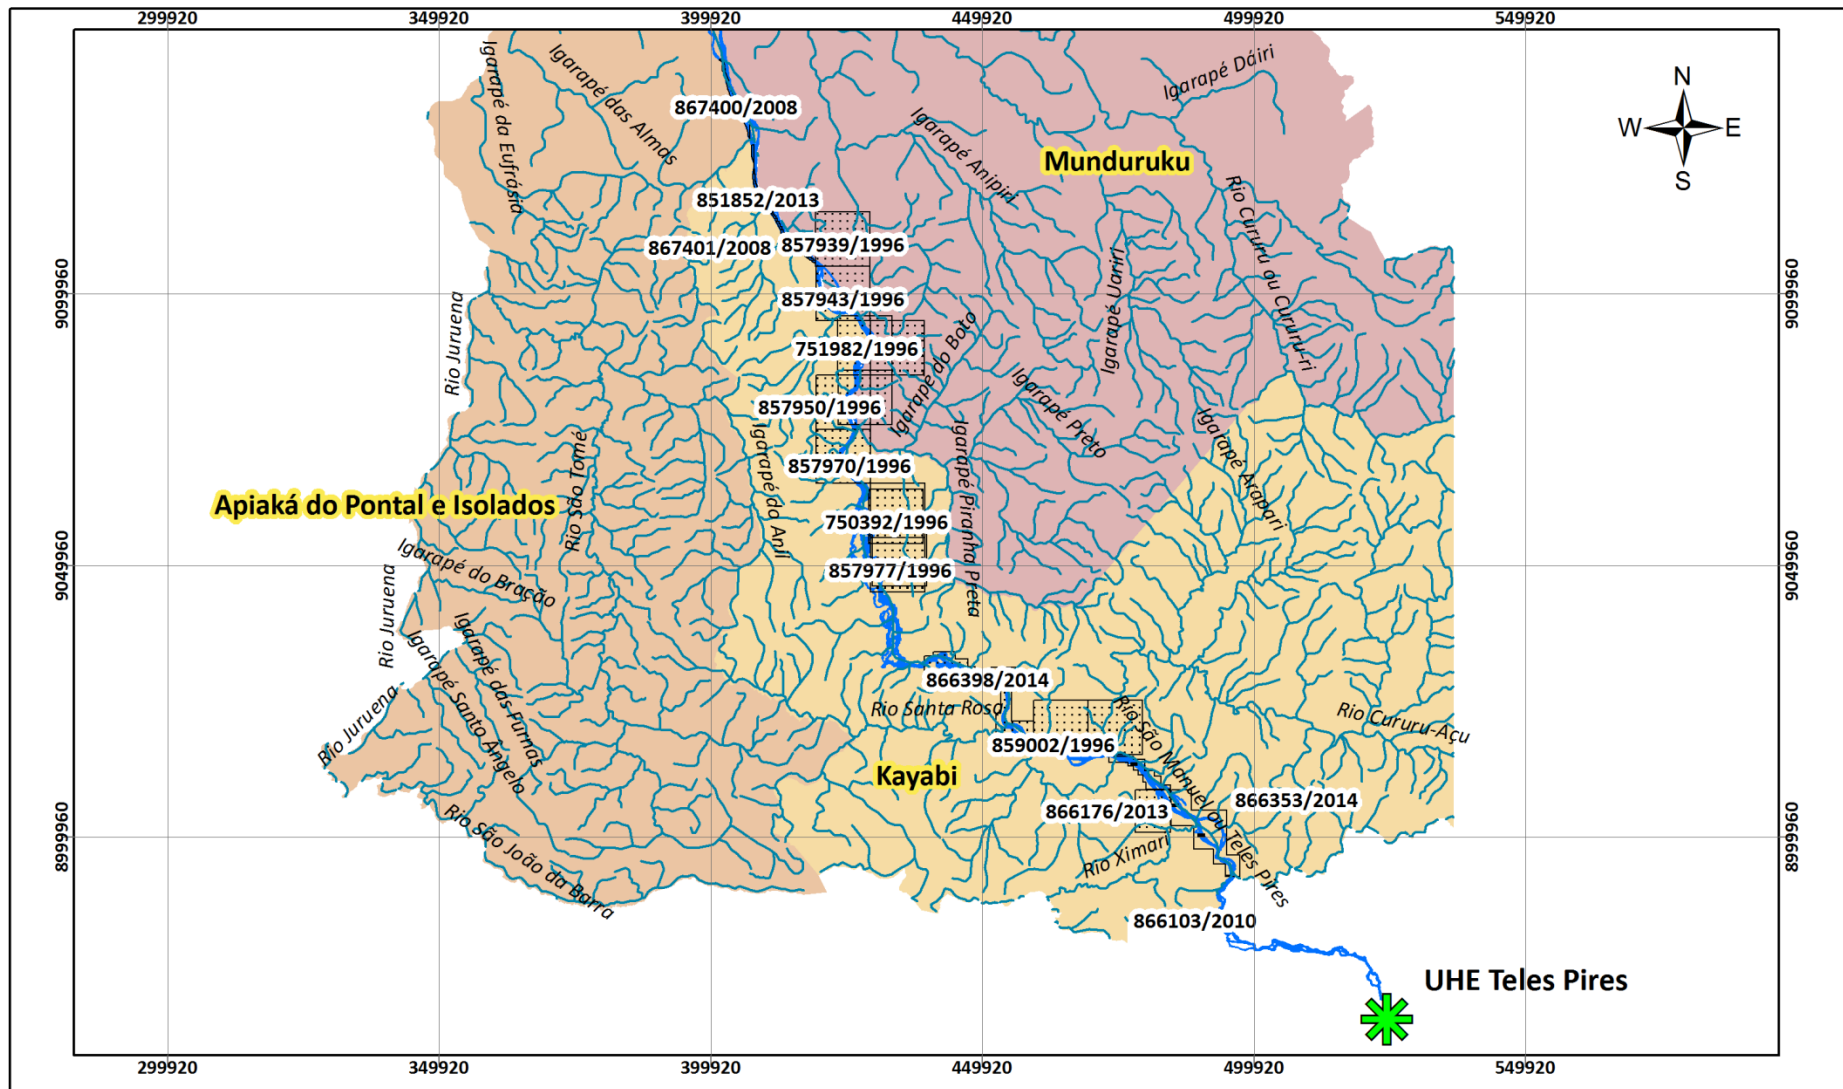 299920
349920
399920
449920
499920
549920
Igarapé da Eufrásia
Igarapé das Almas
867400/2008
Igarapé Dáiri
N
W
E
S
Igarapé Anipiri
Munduruku
851852/2013
867401/2008
857939/1996
Rio Cururu ou Cururu-ri
9099960
857943/1996
9099960
Rio Juruena
751982/1996
Igarapé do Boto
Igarapé Uariri
857950/1996
Igarapé Preto
Igarapé Arapari
Rio São Tomé
Igarapé da Anli
857970/1996
Igarapé Piranha Preta
Apiaká do Pontal e Isolados
750392/1996
9049960
Igarapé do Bração
857977/1996
9049960
Rio Juruena
Igarapé das Furnas
Igarapé Santo Ângelo
866398/2014
Rio Santa Rosa
Rio Juruena
859002/1996
Rio São Manuel ou Teles Pires
Rio Cururu-Açu
Kayabi
866353/2014
866176/2013
8999960
Rio São João da Barra
Rio Ximari
8999960
866103/2010
UHE Teles Pires
299920
349920
399920
449920
499920
549920